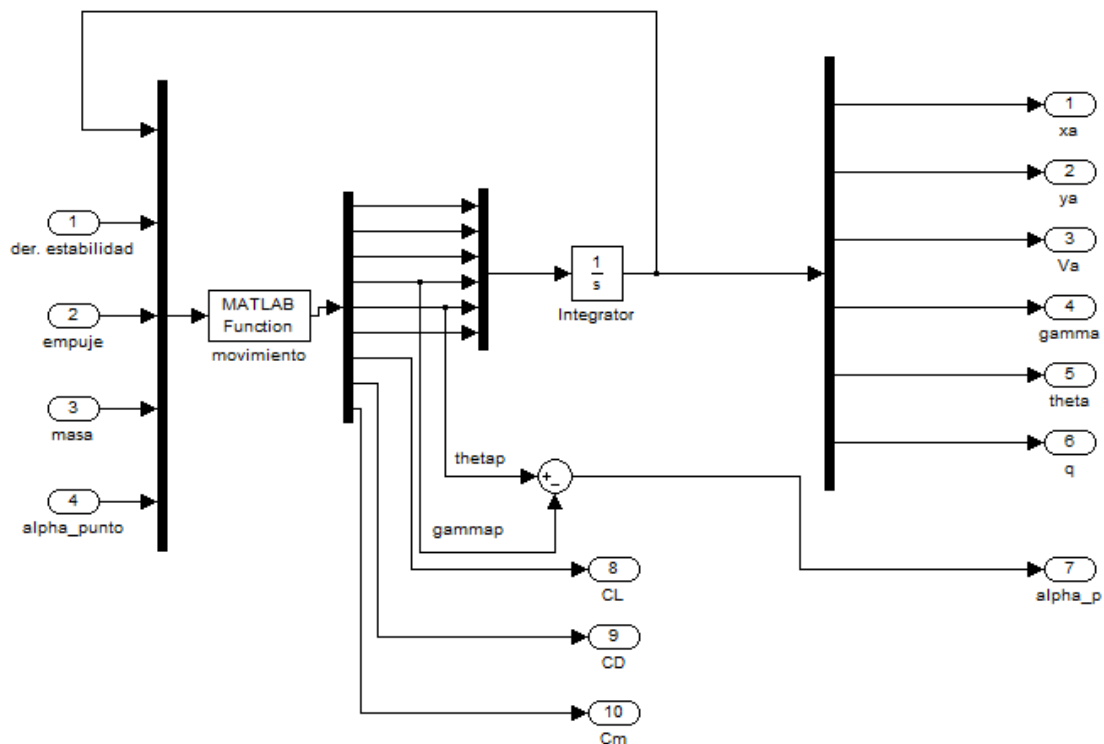 1
xa
2
ya
3
Va
4
gamma
5
theta
6
q
1
der. estabilidad
2
empuje
3
masa
4
alpha_punto
MATLAB
Function
movimiento
1
s
Integrator
thetap
+
-
gammap
7
alpha_p
8
CL
9
CD
10
Cm